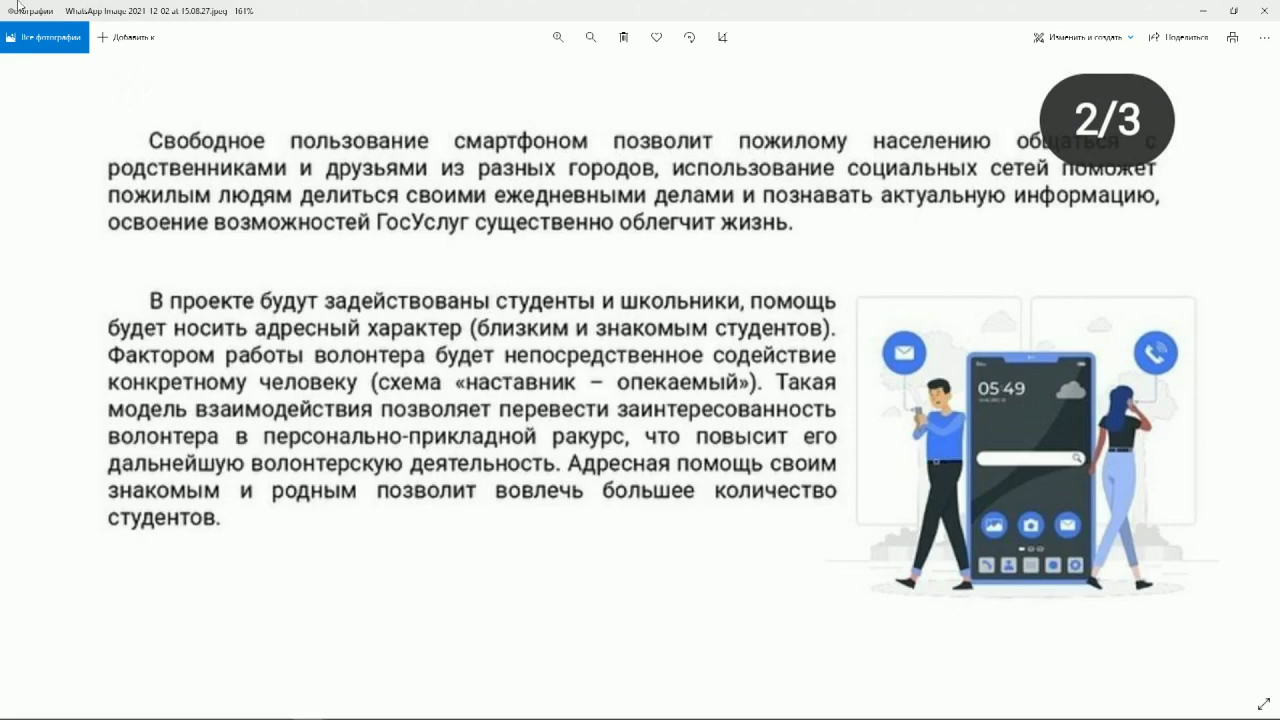 Фотографии WhatsApp Image 2021-12-02 at 15.08.27.jpeg - 161%
Все фотографии
Добавить к
Изменить и создать
Поделиться
2/3
Свободное пользование смартфоном позволит пожилому населению общаться с
родственниками и друзьями из разных городов, использование социальных сетей поможет
пожилым людям делиться своими ежедневными делами и познавать актуальную информацию,
освоение возможностей ГосУслуг существенно облегчит жизнь.
В проекте будут задействованы студенты и школьники, помощь
будет носить адресный характер (близким и знакомым студентов).
Фактором работы волонтера будет непосредственное содействие
конкретному человеку (схема «наставник – опекаемый»). Такая
модель взаимодействия позволяет перевести заинтересованность
волонтера в персонально-прикладной ракурс, что повысит его
дальнейшую волонтерскую деятельность. Адресная помощь своим
знакомым и родным позволит вовлечь большее количество
студентов.
05:49